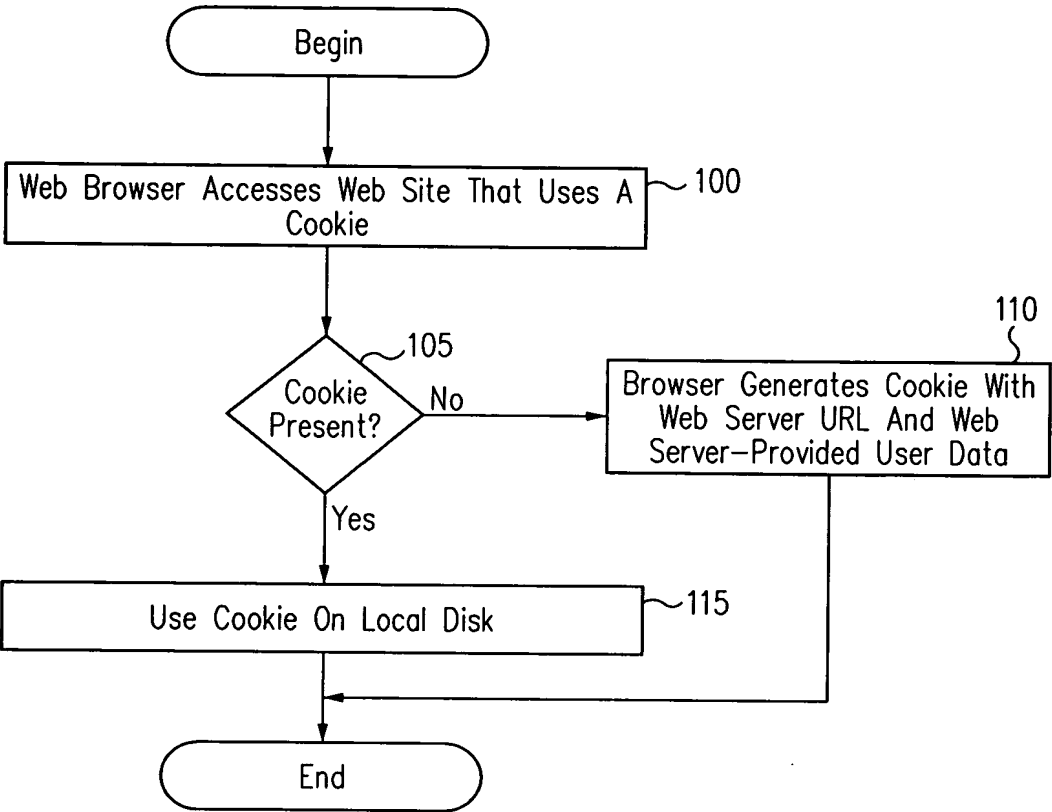 Begin
Web Browser Accesses Web Site That Uses A
Cookie
100
105
Cookie
Present?
No
110
Browser Generates Cookie With
Web Server URL And Web
Server-Provided User Data
Yes
Use Cookie On Local Disk
115
End